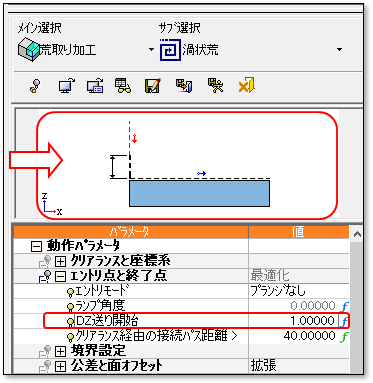 メイン選択 サブ選択
荒取り加工 渦状荒
z
x
パラメータ 値
動作パラメータ
クリアランスと座標系
エントリ点と終了点 最適化
エントリモード プランジなし
ランプ角度 0.00000 f
DZ送り開始 1.00000 f
クリアランス経由の接続パス距離 > 40.00000 f
境界設定
公差と面オフセット 拡張